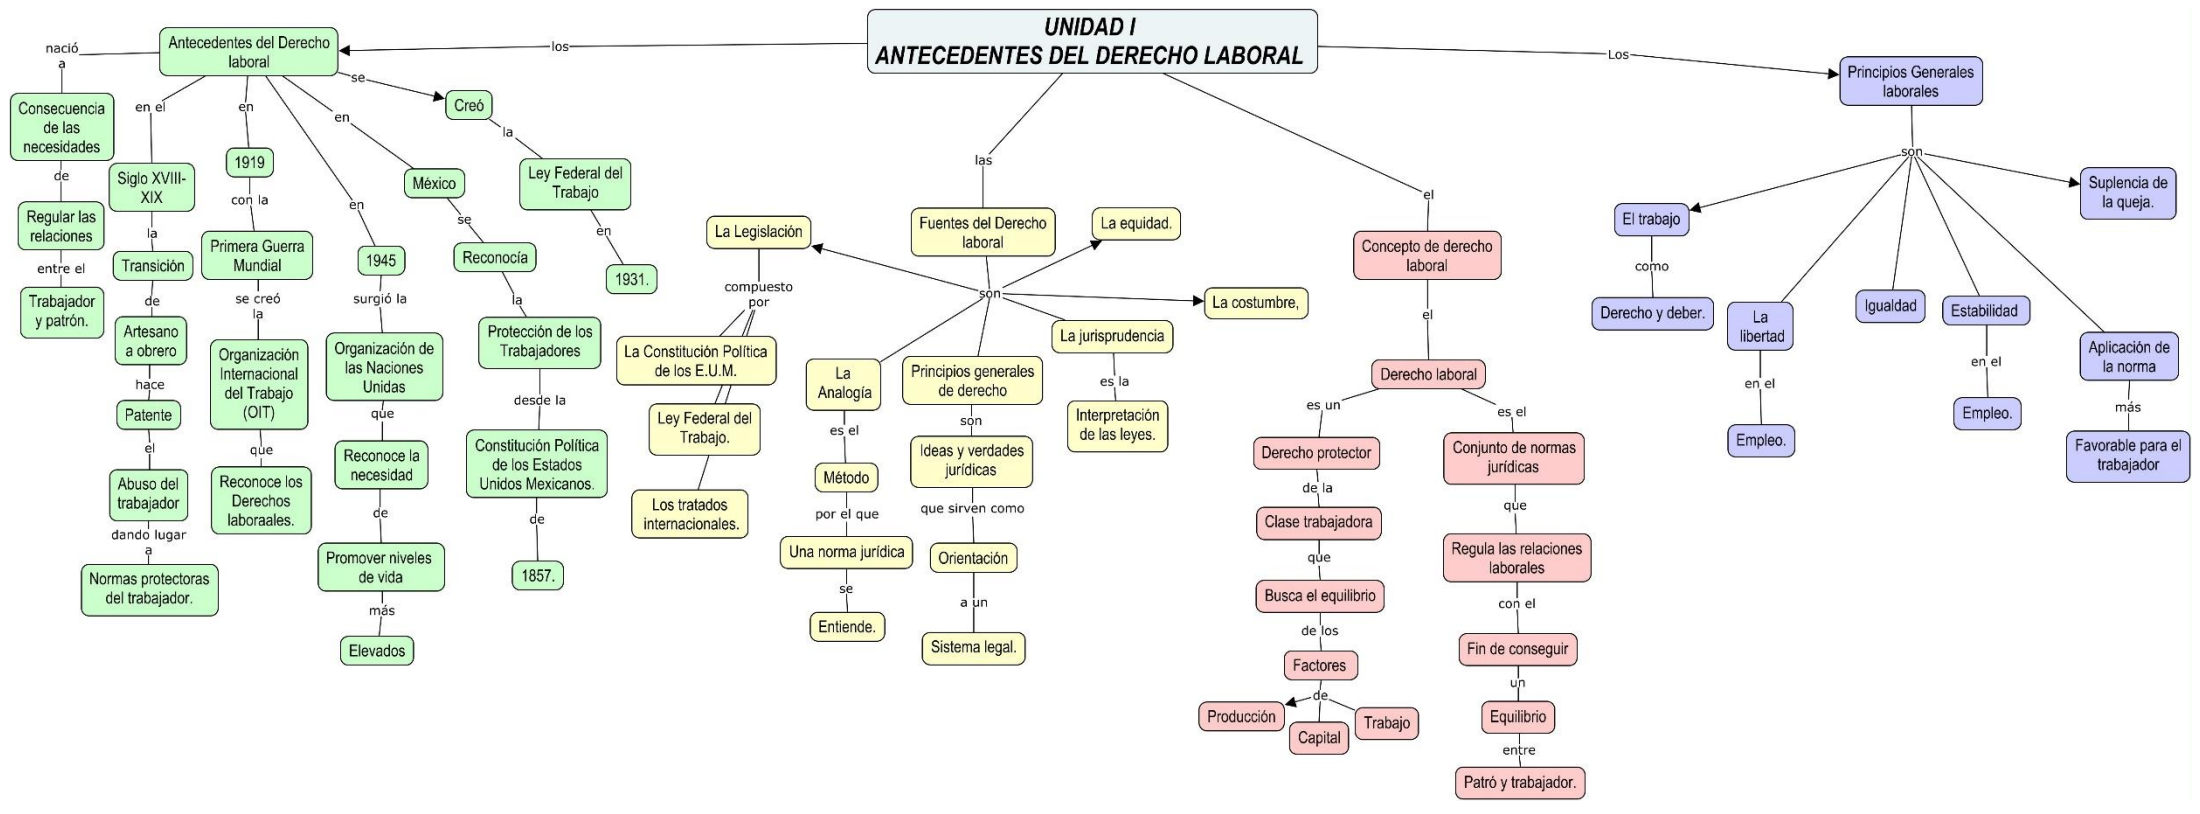 UNIDAD I
ANTECEDENTES DEL DERECHO LABORAL
los
Antecedentes del Derecho
laboral
nació
a
Consecuencia
de las
necesidades
de
Regular las
relaciones
entre el
Trabajador
y patrón.
en el
Siglo XVIII-
XIX
la
Transición
de
Artesano
a obrero
hace
Patente
el
Abuso del
trabajador
dando lugar
a
Normas protectoras
del trabajador.
en
1919
con la
Primera Guerra
Mundial
se creó
la
Organización
Internacional
del Trabajo
(OIT)
que
Reconoce los
Derechos
laboraales.
en
1945
surgió la
Organización de
las Naciones
Unidas
que
Reconoce la
necesidad
de
Promover niveles
de vida
más
Elevados
en
México
se
Reconocía
la
Protección de los
Trabajadores
desde la
Constitución Política
de los Estados
Unidos Mexicanos.
de
1857.
se
Creó
la
Ley Federal del
Trabajo
en
1931.
las
Fuentes del Derecho
laboral
son
La Legislación
compuesto
por
La Constitución Política
de los E.U.M.
Ley Federal del
Trabajo.
Los tratados
internacionales.
La
Analogía
es el
Método
por el que
Una norma jurídica
se
Entiende.
Principios generales
de derecho
son
Ideas y verdades
jurídicas
que sirven como
Orientación
a un
Sistema legal.
La jurisprudencia
es la
Interpretación
de las leyes.
La equidad.
La costumbre,
el
Concepto de derecho
laboral
el
Derecho laboral
es un
Derecho protector
de la
Clase trabajadora
que
Busca el equilibrio
de los
Factores
de
Producción
Capital
Trabajo
es el
Conjunto de normas
jurídicas
que
Regula las relaciones
laborales
con el
Fin de conseguir
un
Equilibrio
entre
Patró y trabajador.
Los
Principios Generales
laborales
son
El trabajo
como
Derecho y deber.
La
libertad
en el
Empleo.
Igualdad
Estabilidad
en el
Empleo.
Aplicación de
la norma
más
Favorable para el
trabajador
Suplencia de
la queja.